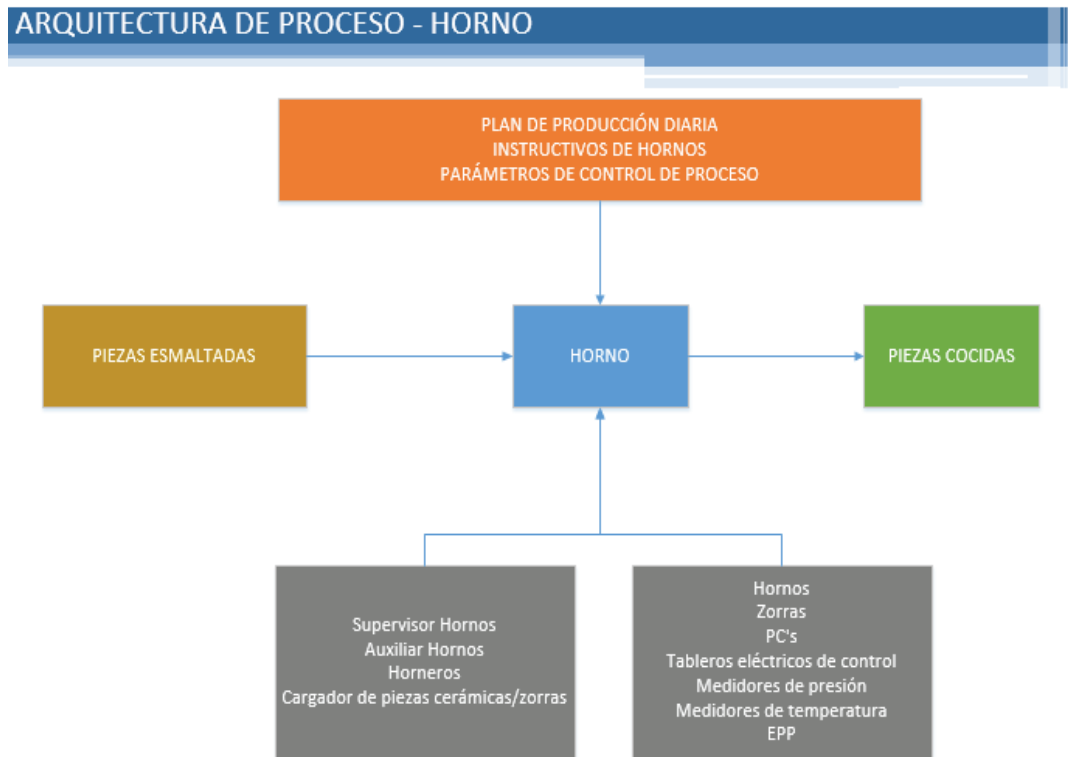 ARQUITECTURA DE PROCESO - HORNO
PLAN DE PRODUCCIÓN DIARIA
INSTRUCTIVOS DE HORNOS
PARÁMETROS DE CONTROL DE PROCESO
PIEZAS ESMALTADAS
HORNO
PIEZAS COCIDAS
Supervisor Hornos
Auxiliar Hornos
Horneros
Cargador de piezas cerámicas/zorras
Hornos
Zorras
PC's
Tableros eléctricos de control
Medidores de presión
Medidores de temperatura
EPP